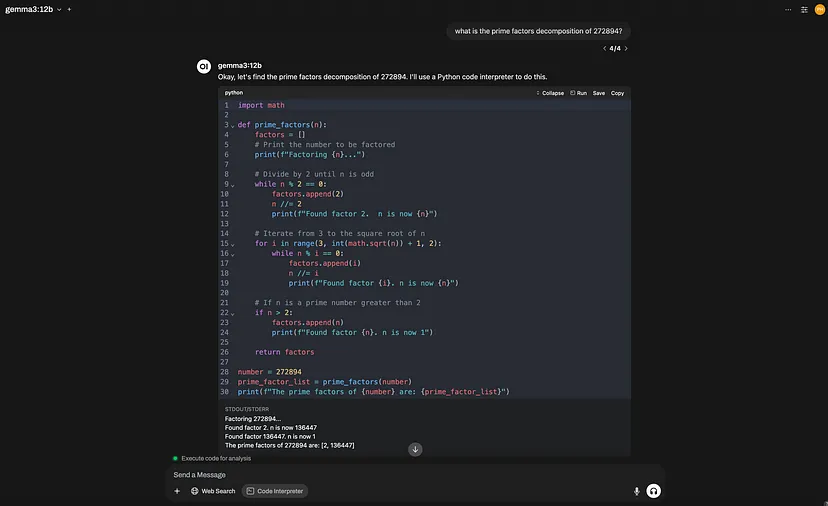 gemma3:12b
what is the prime factors decomposition of 272894?
4/4
OI
gemma3:12b
Okay, let's find the prime factors decomposition of 272894. I'll use a Python code interpreter to do this.
python Collapse Run Save Copy
1 import math
2
3 def prime_factors(n):
4     factors = []
5     # Print the number to be factored
6     print(f"Factoring {n}...")
7
8     # Divide by 2 until n is odd
9     while n % 2 == 0:
10         factors.append(2)
11         n //= 2
12         print(f"Found factor 2.  n is now {n}")
13
14     # Iterate from 3 to the square root of n
15     for i in range(3, int(math.sqrt(n)) + 1, 2):
16         while n % i == 0:
17             factors.append(i)
18             n //= i
19             print(f"Found factor {i}. n is now {n}")
20
21     # If n is a prime number greater than 2
22     if n > 2:
23         factors.append(n)
24         print(f"Found factor {n}. n is now 1")
25
26     return factors
27
28 number = 272894
29 prime_factor_list = prime_factors(number)
30 print(f"The prime factors of {number} are: {prime_factor_list}")
STDOUT/STDERR
Factoring 272894...
Found factor 2. n is now 136447
Found factor 136447. n is now 1
The prime factors of 272894 are: [2, 136447]
Execute code for analysis
Send a Message
Web Search Code Interpreter